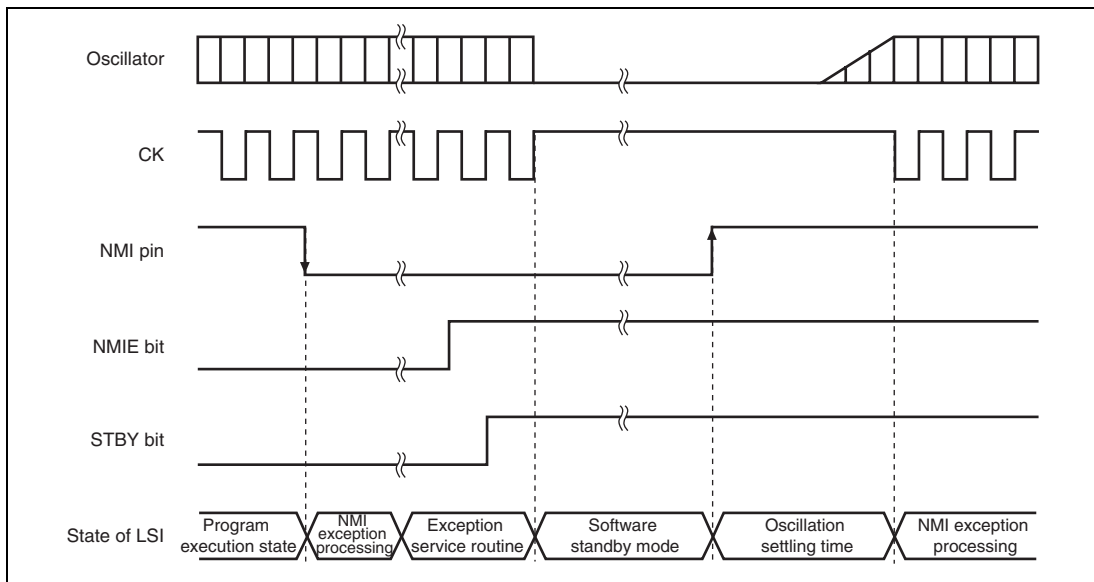 Oscillator
CK
NMI pin
NMIE bit
STBY bit
State of LSI
Program
execution state
NMI
exception
processing
Exception
service routine
Software
standby mode
Oscillation
settling time
NMI exception
processing